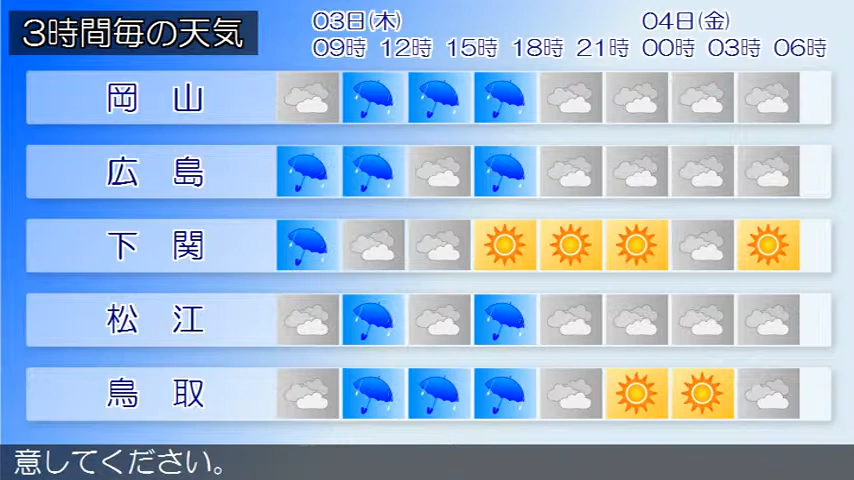 3時間毎の天気
03日(木) 04日(金)
09時 12時 15時 18時 21時 00時 03時 06時
岡 山
広 島
下 関
松 江
鳥 取
意してください。